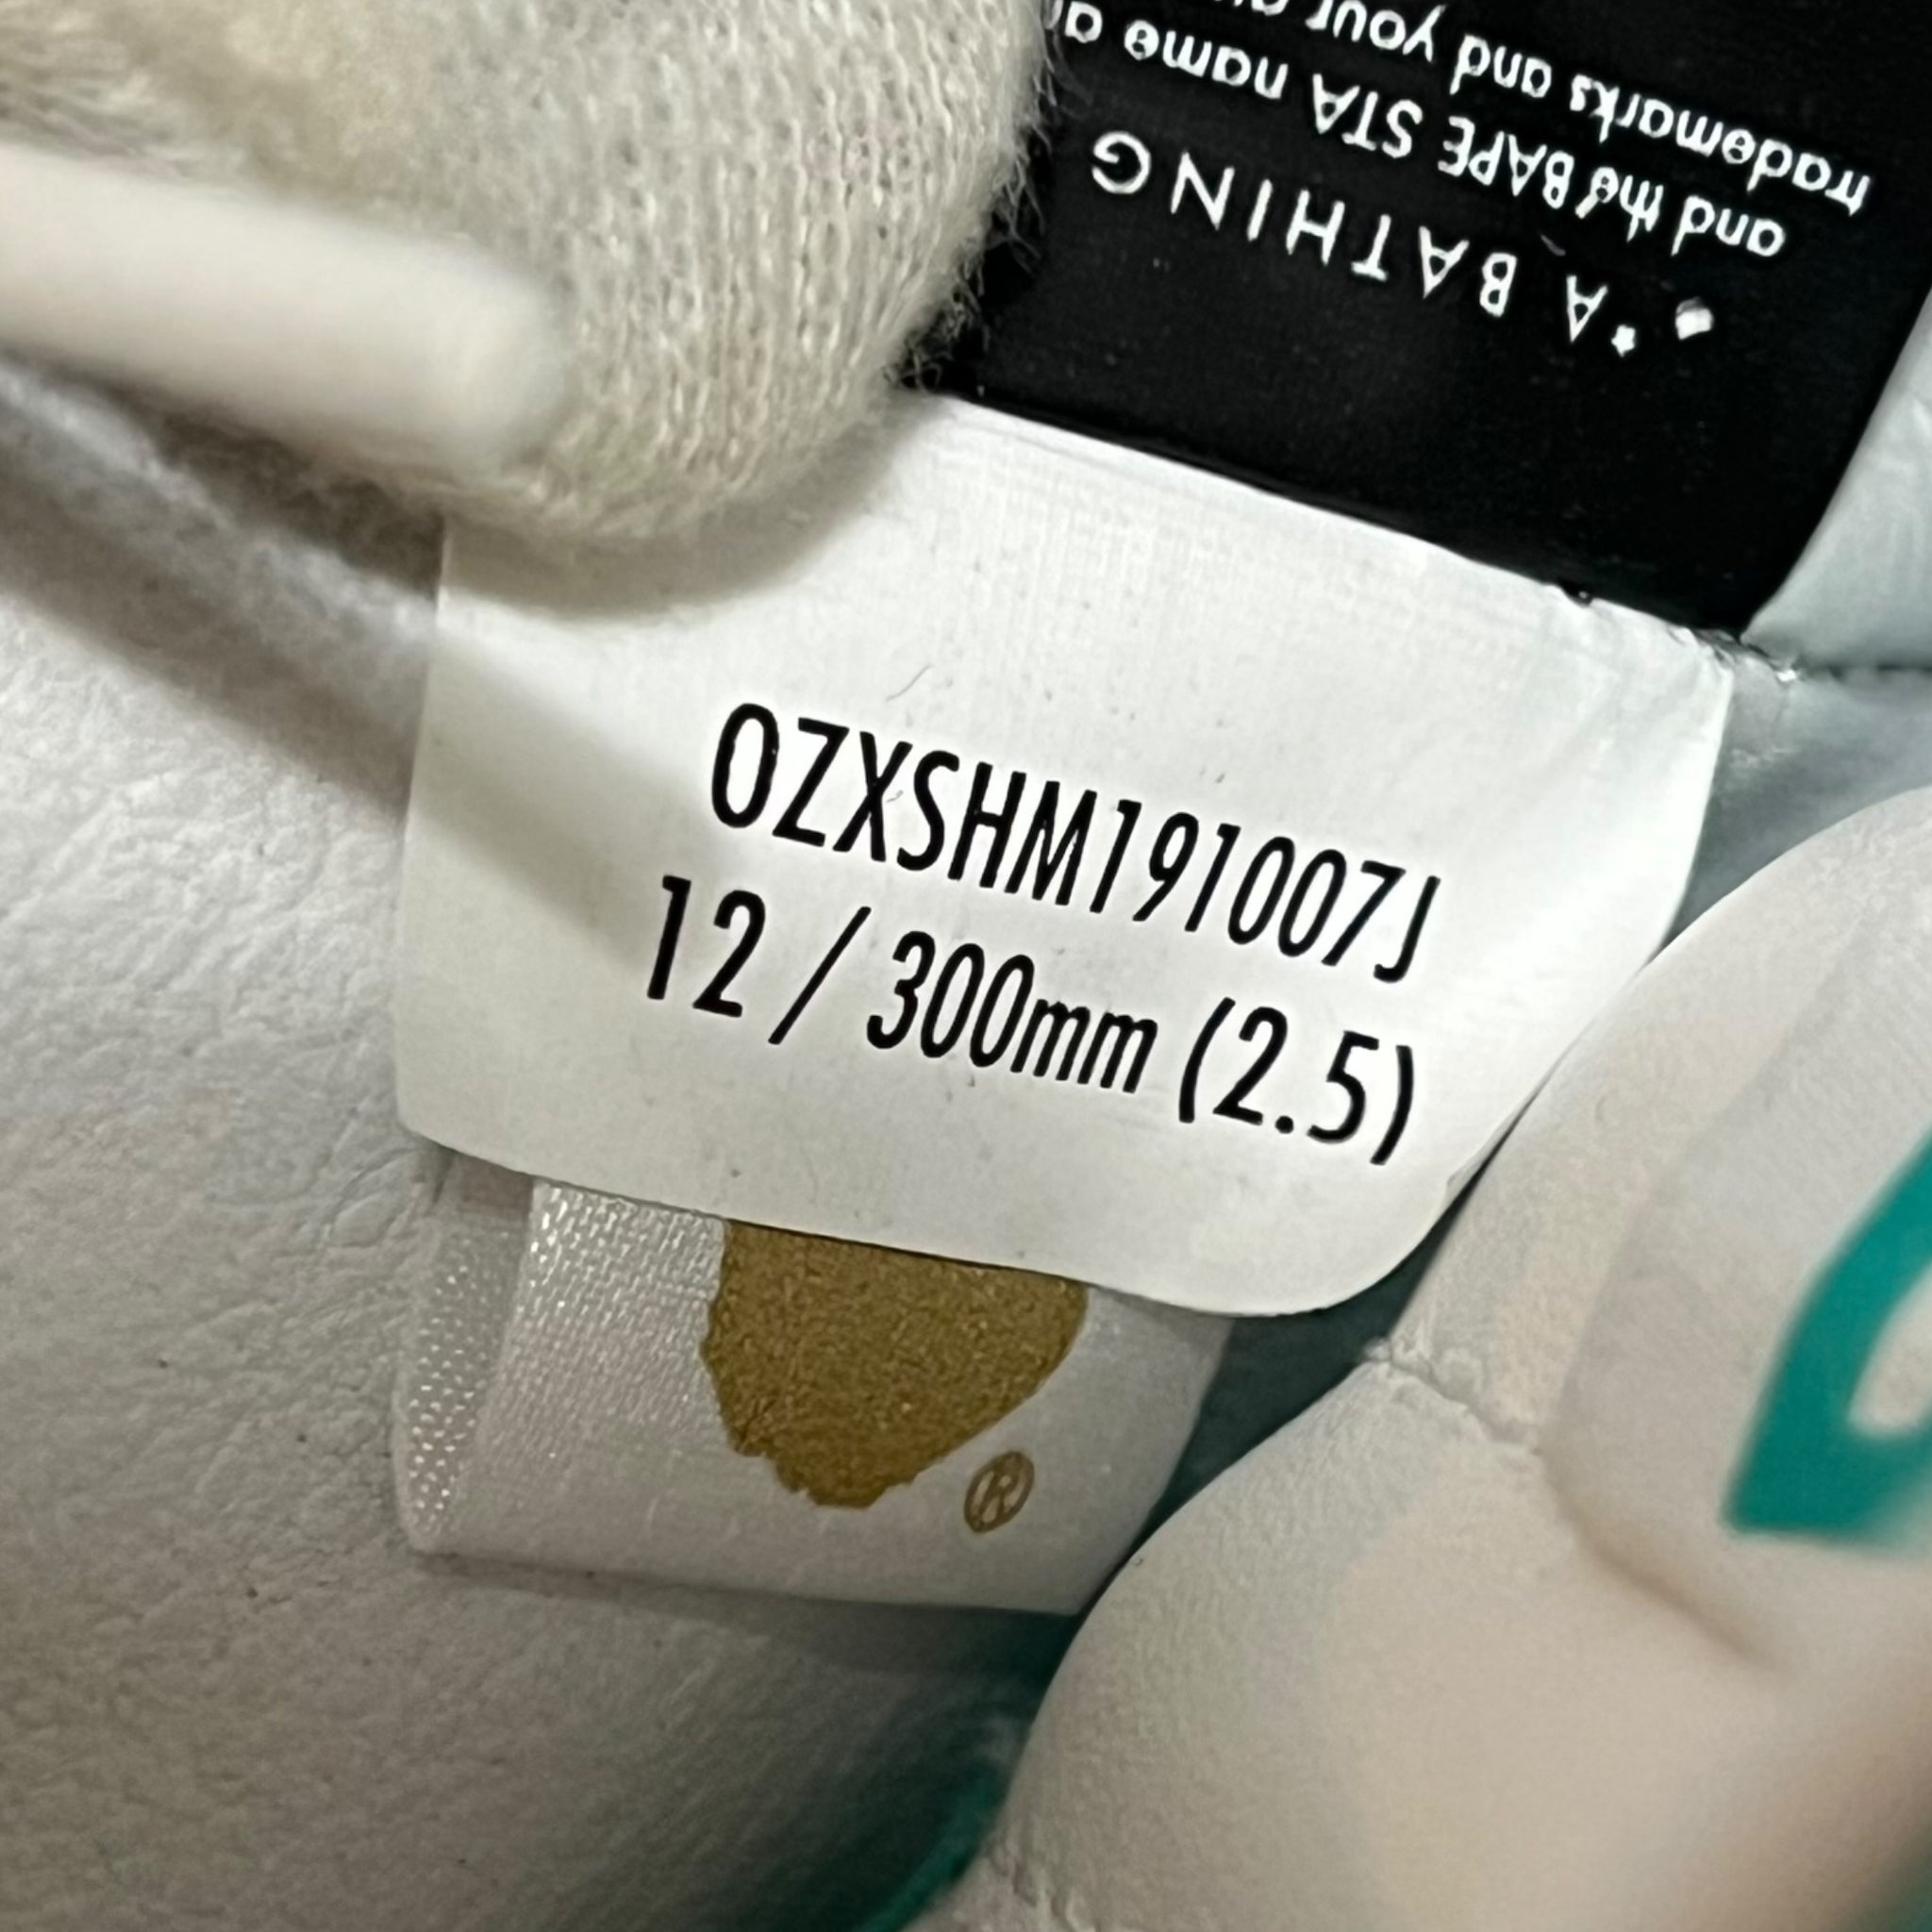 OZXSHM191007J
12 / 300mm (2.5)
®
• *A BATHING
and the BAPE STA name a
trademarks and your